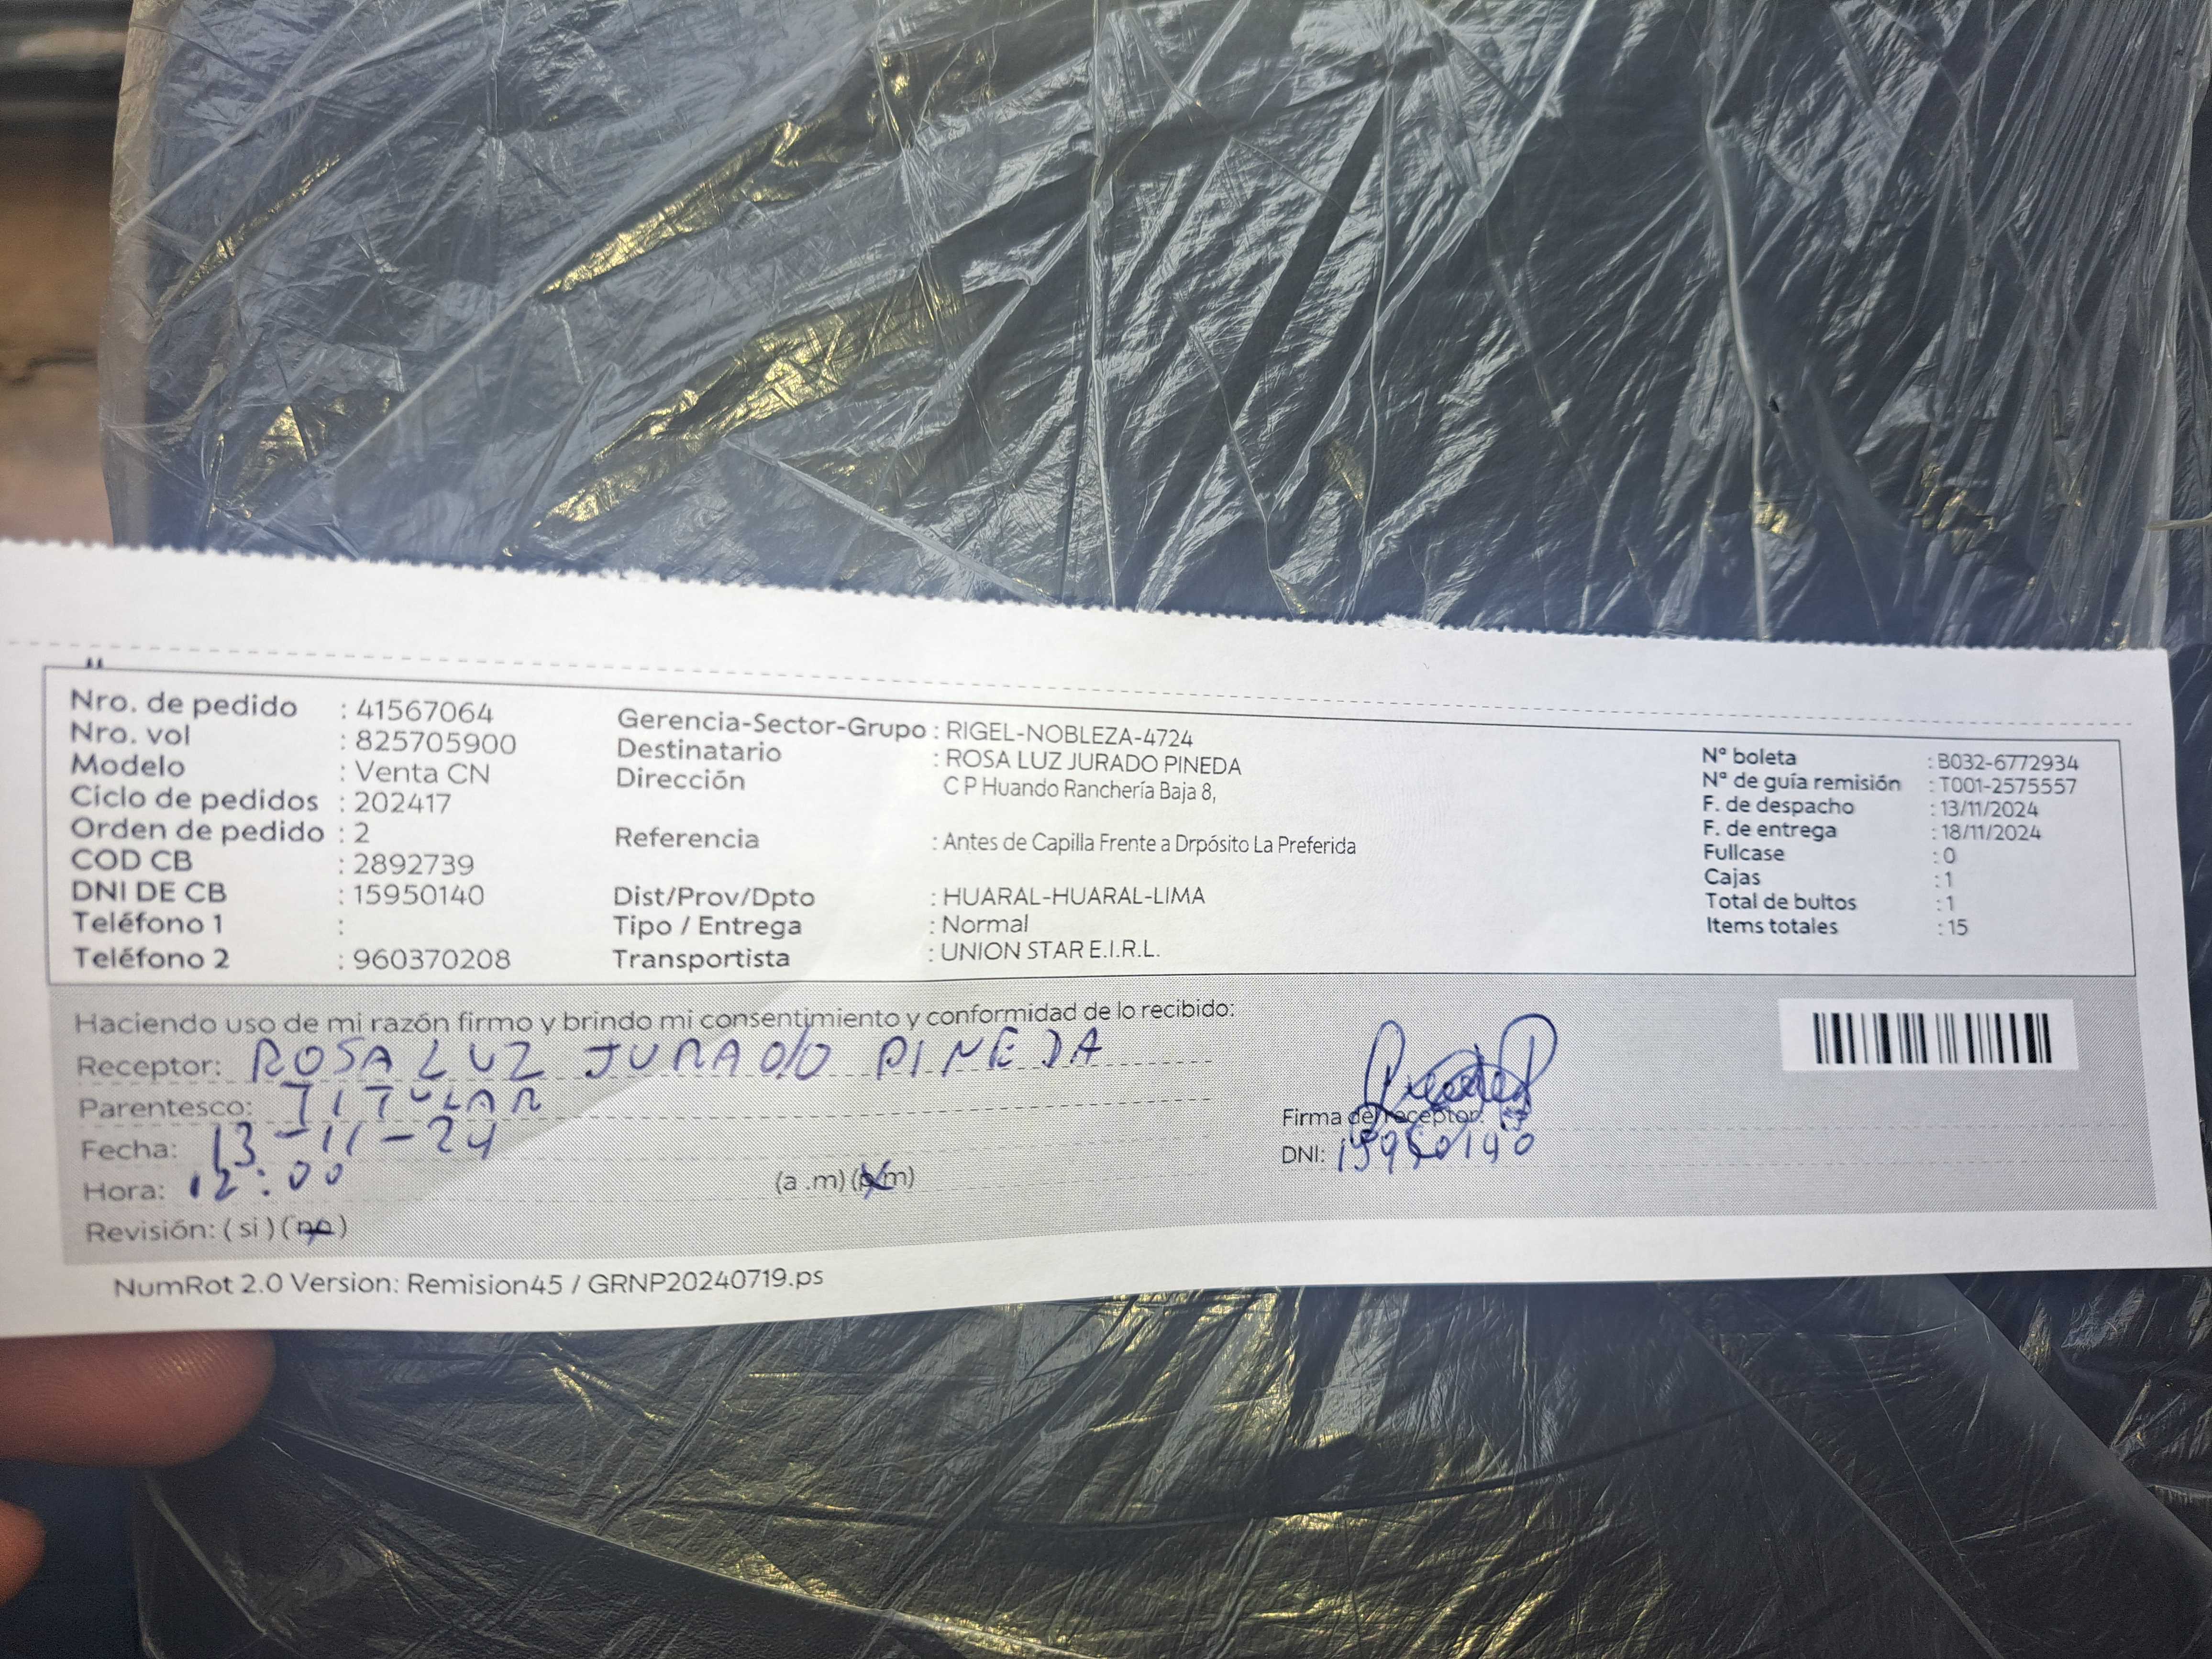 Nro. de pedido : 41567064
Nro. vol : 825705900
Modelo : Venta CN
Ciclo de pedidos : 202417
Orden de pedido : 2
COD CB : 2892739
DNI DE CB : 15950140
Teléfono 1 :
Teléfono 2 : 960370208
Gerencia-Sector-Grupo : RIGEL-NOBLEZA-4724
Destinatario : ROSA LUZ JURADO PINEDA
Dirección C P Huando Ranchería Baja 8,
Referencia : Antes de Capilla Frente a Drpósito La Preferida
Dist/Prov/Dpto : HUARAL-HUARAL-LIMA
Tipo / Entrega : Normal
Transportista : UNION STAR E.I.R.L.
Nº boleta : B032-6772934
Nº de guía remisión : T001-2575557
F. de despacho : 13/11/2024
F. de entrega : 18/11/2024
Fullcase : 0
Cajas : 1
Total de bultos : 1
Items totales : 15
Haciendo uso de mi razón firmo y brindo mi consentimiento y conformidad de lo recibido:
Receptor: ROSA LUZ JURADO PINEDA
Parentesco: TITULAR
Fecha: 13-11-24
Hora: 12:00 (a .m) (p.m)
Revisión: ( si ) ( no )
Firma de receptor:
DNI: 15950140
NumRot 2.0 Version: Remision45 / GRNP20240719.ps